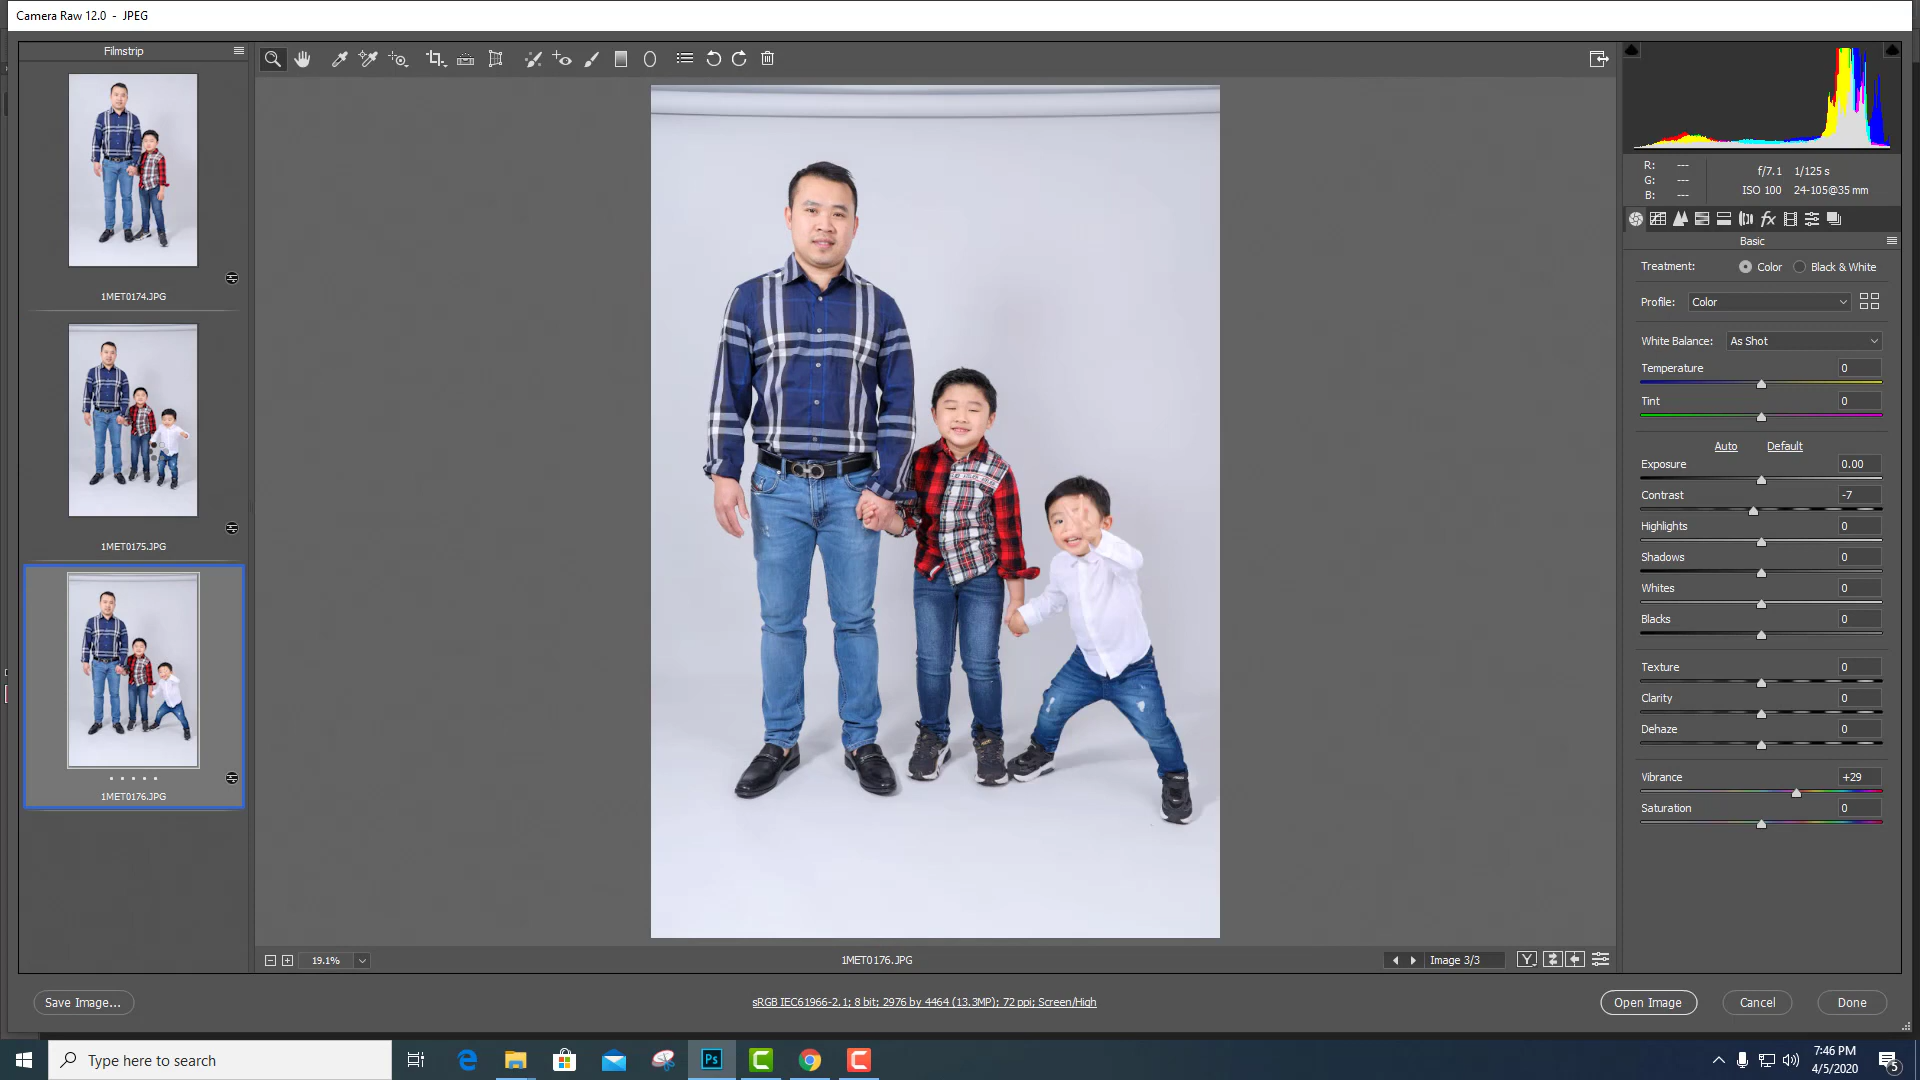 Camera Raw 12.0 - JPEG
Filmstrip
1MET0174.JPG
1MET0175.JPG
1MET0176.JPG
19.1%
1MET0176.JPG
Image 3/3
Save Image...
sRGB IEC61966-2.1; 8 bit; 2976 by 4464 (13.3MP); 72 ppi; Screen/High
Open Image
Cancel
Done
R: ---
G: ---
B: ---
f/7.1 1/125 s
ISO 100 24-105@35 mm
Basic
Treatment: Color Black & White
Profile: Color
White Balance: As Shot
Temperature 0
Tint 0
Auto Default
Exposure 0.00
Contrast -7
Highlights 0
Shadows 0
Whites 0
Blacks 0
Texture 0
Clarity 0
Dehaze 0
Vibrance +29
Saturation 0
Type here to search
Ps
7:46 PM
4/5/2020
5